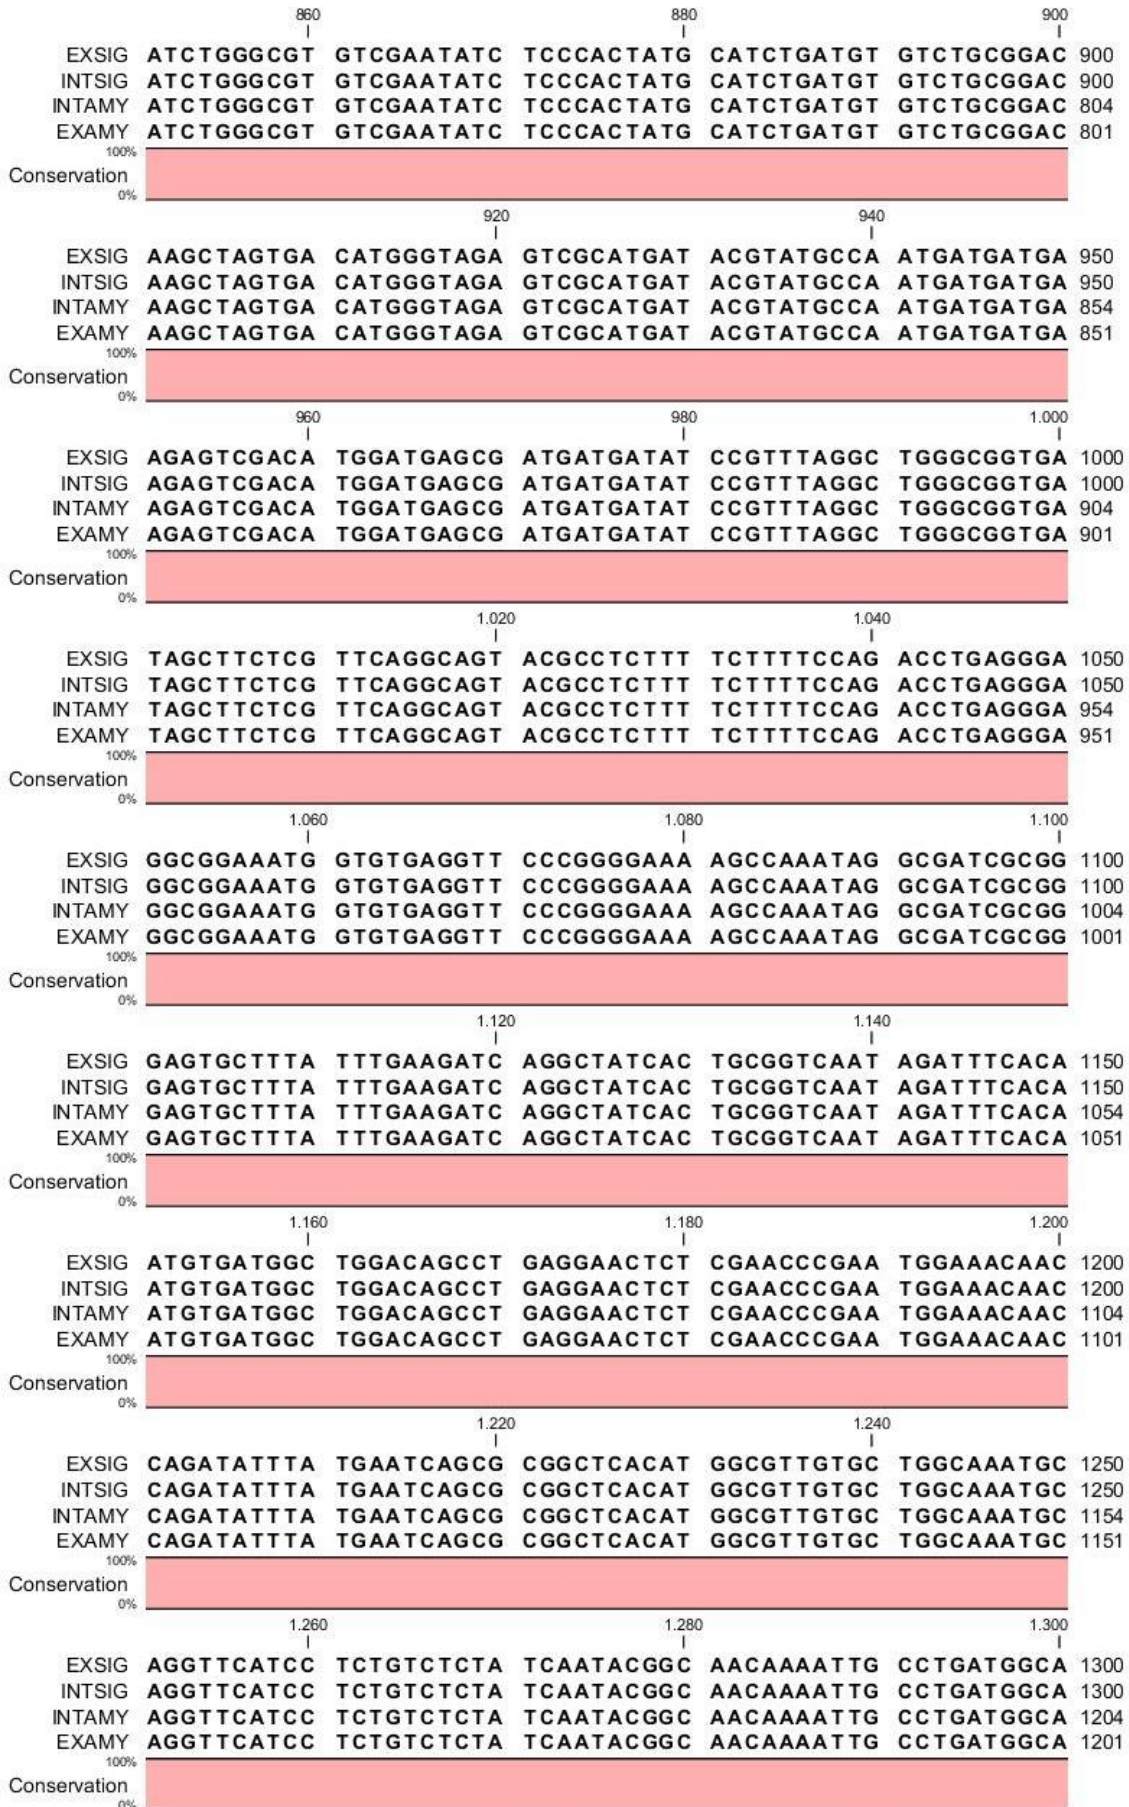 860 880 900
EXSIG ATCTGGGCGT GTCGAATATC TCCCACTATG CATCTGATGT GTCTGCGGAC 900
INTSIG ATCTGGGCGT GTCGAATATC TCCCACTATG CATCTGATGT GTCTGCGGAC 900
INTAMY ATCTGGGCGT GTCGAATATC TCCCACTATG CATCTGATGT GTCTGCGGAC 804
EXAMY ATCTGGGCGT GTCGAATATC TCCCACTATG CATCTGATGT GTCTGCGGAC 801
100%
Conservation
0%
920 940
EXSIG AAGCTAGTGA CATGGGTAGA GTCGCATGAT ACGTATGCCA ATGATGATGA 950
INTSIG AAGCTAGTGA CATGGGTAGA GTCGCATGAT ACGTATGCCA ATGATGATGA 950
INTAMY AAGCTAGTGA CATGGGTAGA GTCGCATGAT ACGTATGCCA ATGATGATGA 854
EXAMY AAGCTAGTGA CATGGGTAGA GTCGCATGAT ACGTATGCCA ATGATGATGA 851
100%
Conservation
0%
960 980 1.000
EXSIG AGAGTCGACA TGGATGAGCG ATGATGATAT CCGTTTAGGC TGGGCGGTGA 1000
INTSIG AGAGTCGACA TGGATGAGCG ATGATGATAT CCGTTTAGGC TGGGCGGTGA 1000
INTAMY AGAGTCGACA TGGATGAGCG ATGATGATAT CCGTTTAGGC TGGGCGGTGA 904
EXAMY AGAGTCGACA TGGATGAGCG ATGATGATAT CCGTTTAGGC TGGGCGGTGA 901
100%
Conservation
0%
1.020 1.040
EXSIG TAGCTTCTCG TTCAGGCAGT ACGCCTCTTT TCTTTTCCAG ACCTGAGGGA 1050
INTSIG TAGCTTCTCG TTCAGGCAGT ACGCCTCTTT TCTTTTCCAG ACCTGAGGGA 1050
INTAMY TAGCTTCTCG TTCAGGCAGT ACGCCTCTTT TCTTTTCCAG ACCTGAGGGA 954
EXAMY TAGCTTCTCG TTCAGGCAGT ACGCCTCTTT TCTTTTCCAG ACCTGAGGGA 951
100%
Conservation
0%
1.060 1.080 1.100
EXSIG GGCGGAAATG GTGTGAGGTT CCCGGGGAAA AGCCAAATAG GCGATCGCGG 1100
INTSIG GGCGGAAATG GTGTGAGGTT CCCGGGGAAA AGCCAAATAG GCGATCGCGG 1100
INTAMY GGCGGAAATG GTGTGAGGTT CCCGGGGAAA AGCCAAATAG GCGATCGCGG 1004
EXAMY GGCGGAAATG GTGTGAGGTT CCCGGGGAAA AGCCAAATAG GCGATCGCGG 1001
100%
Conservation
0%
1.120 1.140
EXSIG GAGTGCTTTA TTTGAAGATC AGGCTATCAC TGCGGTCAAT AGATTTCACA 1150
INTSIG GAGTGCTTTA TTTGAAGATC AGGCTATCAC TGCGGTCAAT AGATTTCACA 1150
INTAMY GAGTGCTTTA TTTGAAGATC AGGCTATCAC TGCGGTCAAT AGATTTCACA 1054
EXAMY GAGTGCTTTA TTTGAAGATC AGGCTATCAC TGCGGTCAAT AGATTTCACA 1051
100%
Conservation
0%
1.160 1.180 1.200
EXSIG ATGTGATGGC TGGACAGCCT GAGGAACTCT CGAACCCGAA TGGAAACAAC 1200
INTSIG ATGTGATGGC TGGACAGCCT GAGGAACTCT CGAACCCGAA TGGAAACAAC 1200
INTAMY ATGTGATGGC TGGACAGCCT GAGGAACTCT CGAACCCGAA TGGAAACAAC 1104
EXAMY ATGTGATGGC TGGACAGCCT GAGGAACTCT CGAACCCGAA TGGAAACAAC 1101
100%
Conservation
0%
1.220 1.240
EXSIG CAGATATTTA TGAATCAGCG CGGCTCACAT GGCGTTGTGC TGGCAAATGC 1250
INTSIG CAGATATTTA TGAATCAGCG CGGCTCACAT GGCGTTGTGC TGGCAAATGC 1250
INTAMY CAGATATTTA TGAATCAGCG CGGCTCACAT GGCGTTGTGC TGGCAAATGC 1154
EXAMY CAGATATTTA TGAATCAGCG CGGCTCACAT GGCGTTGTGC TGGCAAATGC 1151
100%
Conservation
0%
1.260 1.280 1.300
EXSIG AGGTTCATCC TCTGTCTCTA TCAATACGGC AACAAAATTG CCTGATGGCA 1300
INTSIG AGGTTCATCC TCTGTCTCTA TCAATACGGC AACAAAATTG CCTGATGGCA 1300
INTAMY AGGTTCATCC TCTGTCTCTA TCAATACGGC AACAAAATTG CCTGATGGCA 1204
EXAMY AGGTTCATCC TCTGTCTCTA TCAATACGGC AACAAAATTG CCTGATGGCA 1201
100%
Conservation
0%